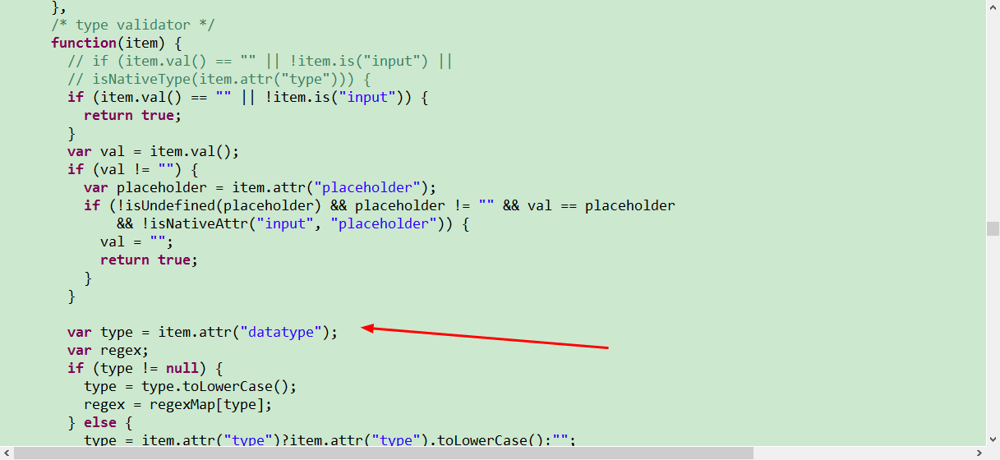 },
/* type validator */
function(item) {
// if (item.val() == "" || !item.is("input") ||
// isNativeType(item.attr("type"))) {
if (item.val() == "" || !item.is("input")) {
return true;
}
var val = item.val();
if (val != "") {
var placeholder = item.attr("placeholder");
if (!isUndefined(placeholder) && placeholder != "" && val == placeholder
&& !isNativeAttr("input", "placeholder")) {
val = "";
return true;
}
}
var type = item.attr("datatype");
var regex;
if (type != null) {
type = type.toLowerCase();
regex = regexMap[type];
} else {
type = item.attr("type")?item.attr("type").toLowerCase():"";